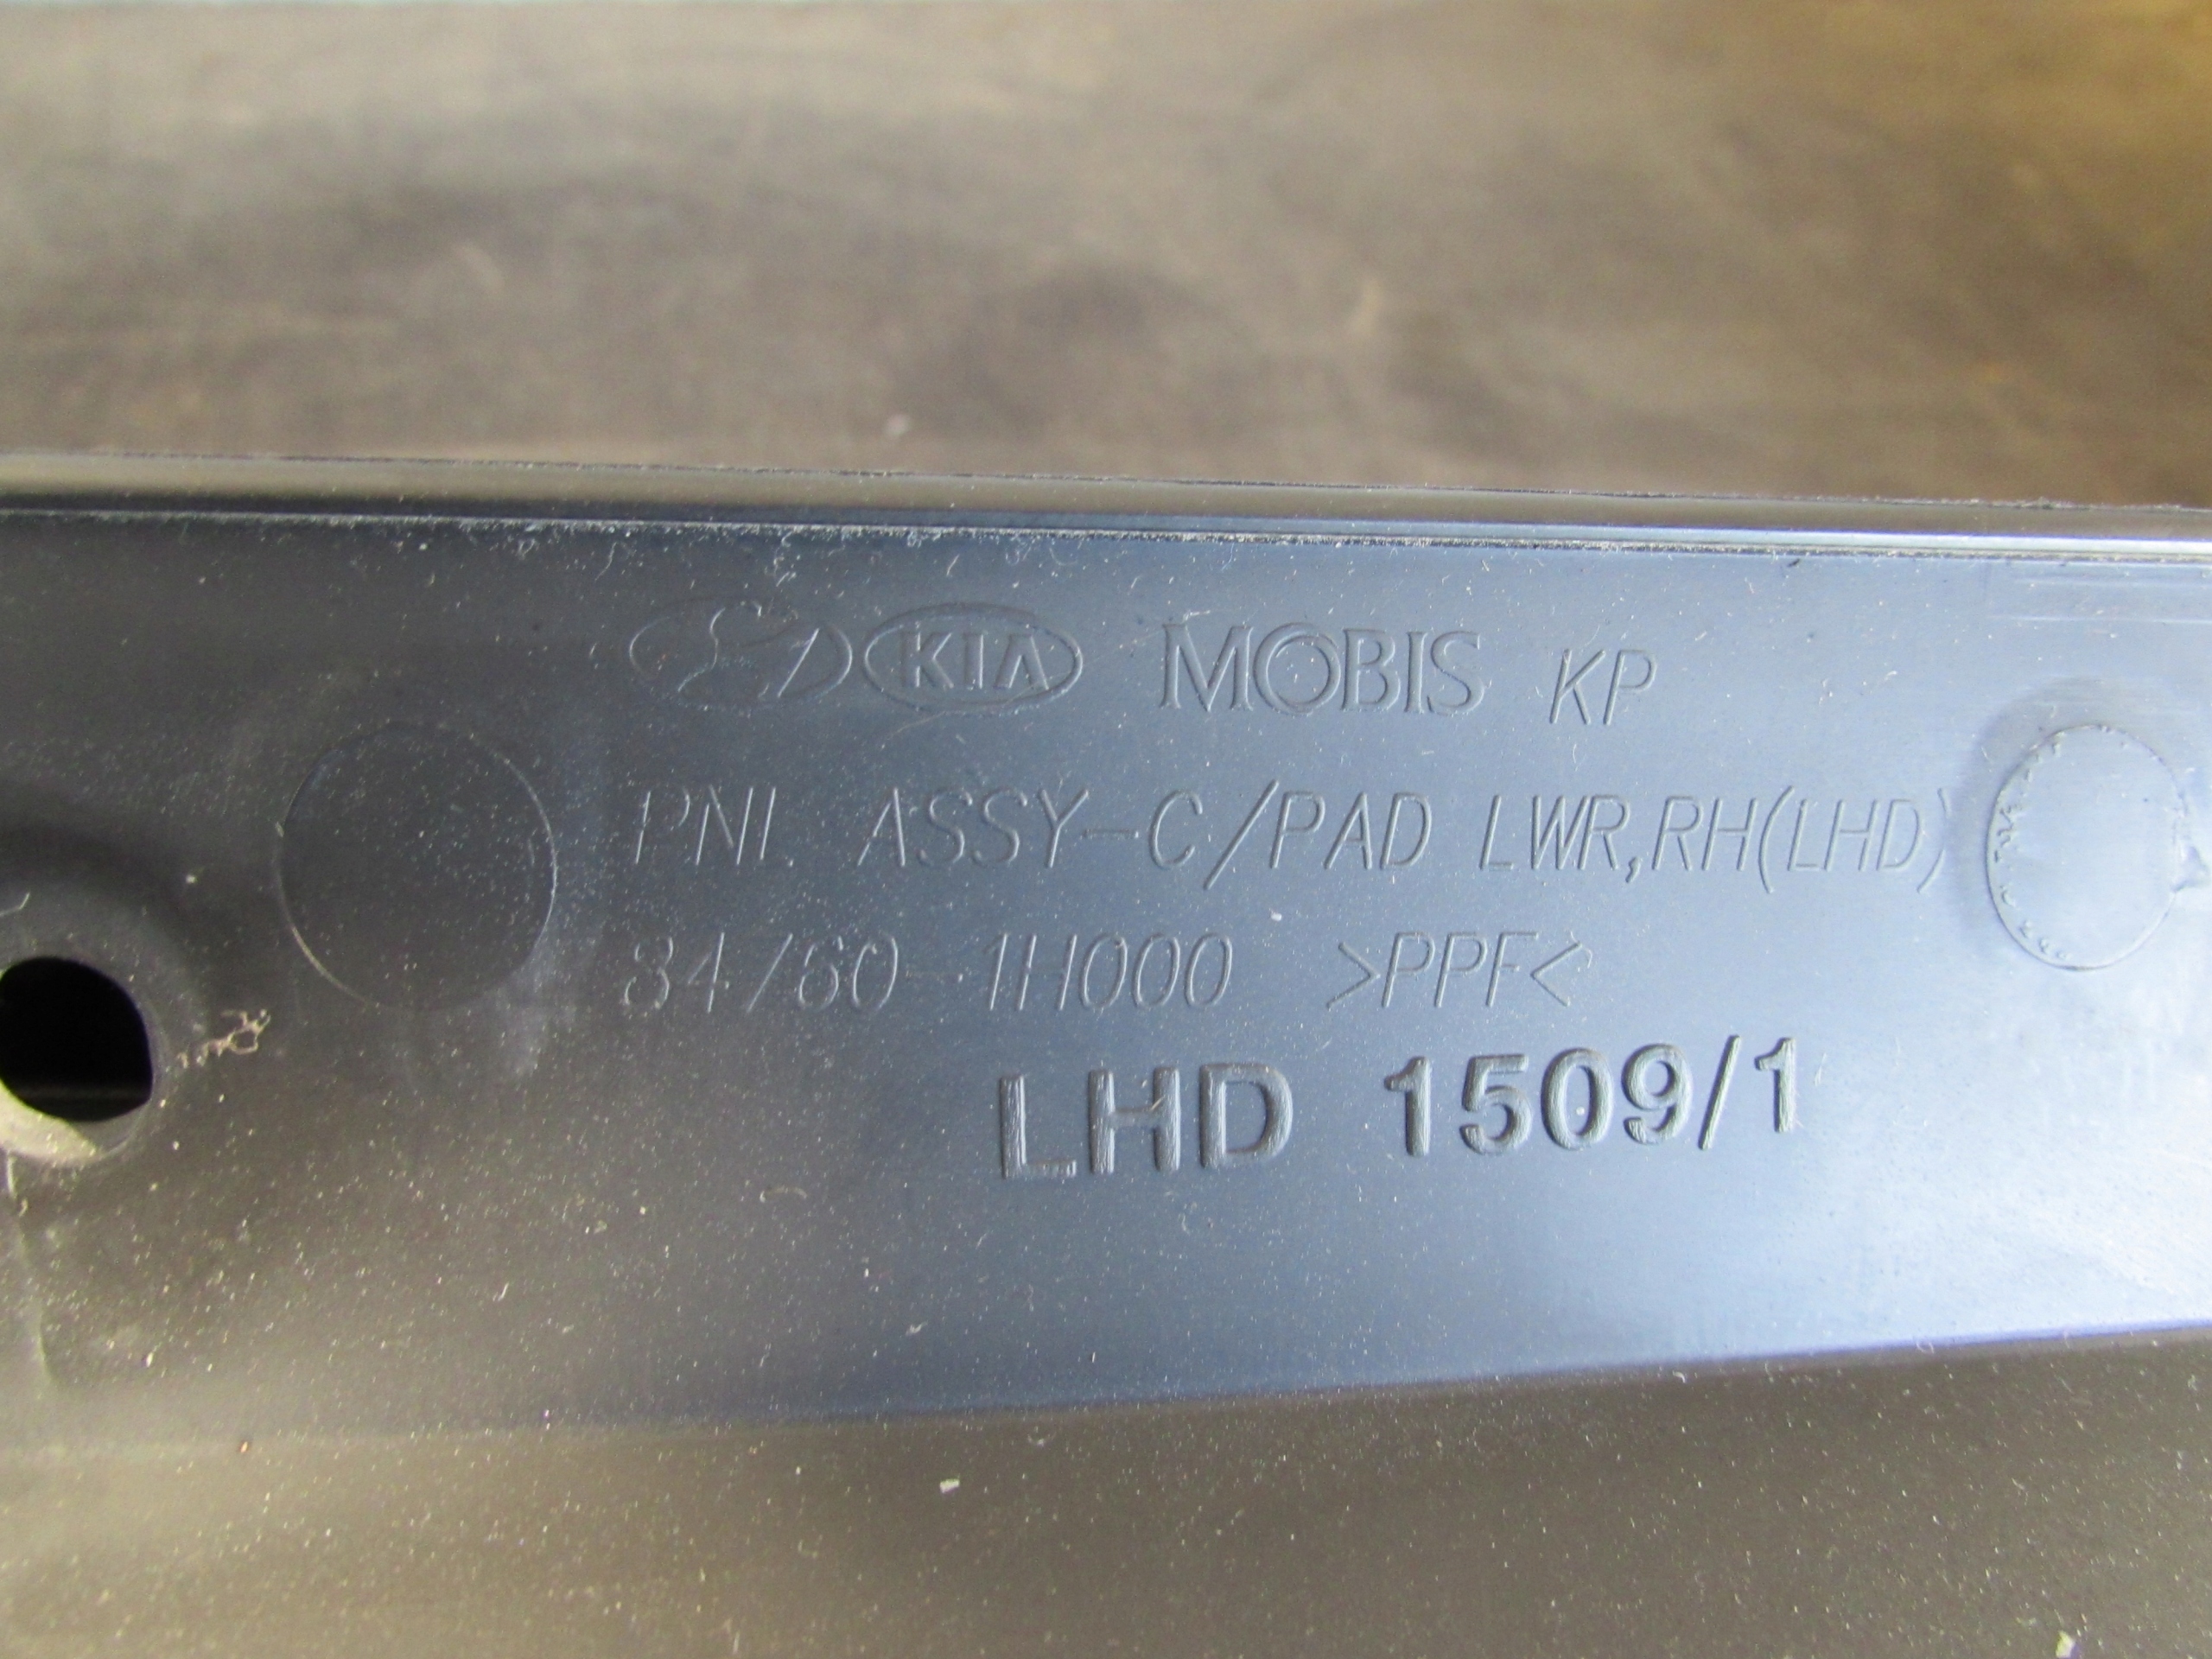 KIA MOBIS KP
PNL ASSY-C/PAD LWR,RH(LHD)
84760-1H000 >PPF<
LHD 1509/1